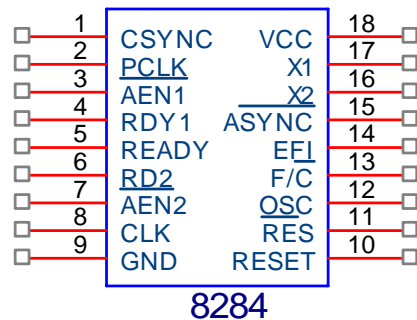 1 CSYNC VCC 18
2 PCLK X1 17
3 AEN1 X2 16
4 RDY1 ASYNC 15
5 READY EFI 14
6 RD2 F/C 13
7 AEN2 OSC 12
8 CLK RES 11
9 GND RESET 10
8284